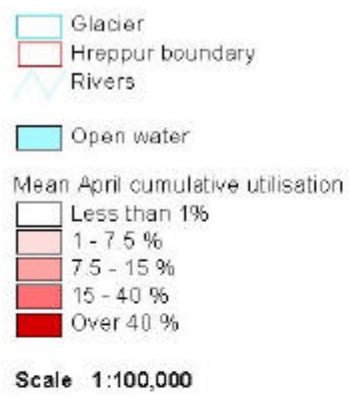 Glacier
Hreppur boundary
Rivers
Open water
Mean April cumulative utilisation
Less than 1%
1 - 7.5 %
7.5 - 15 %
15 - 40 %
Over 40 %
Scale 1:100,000